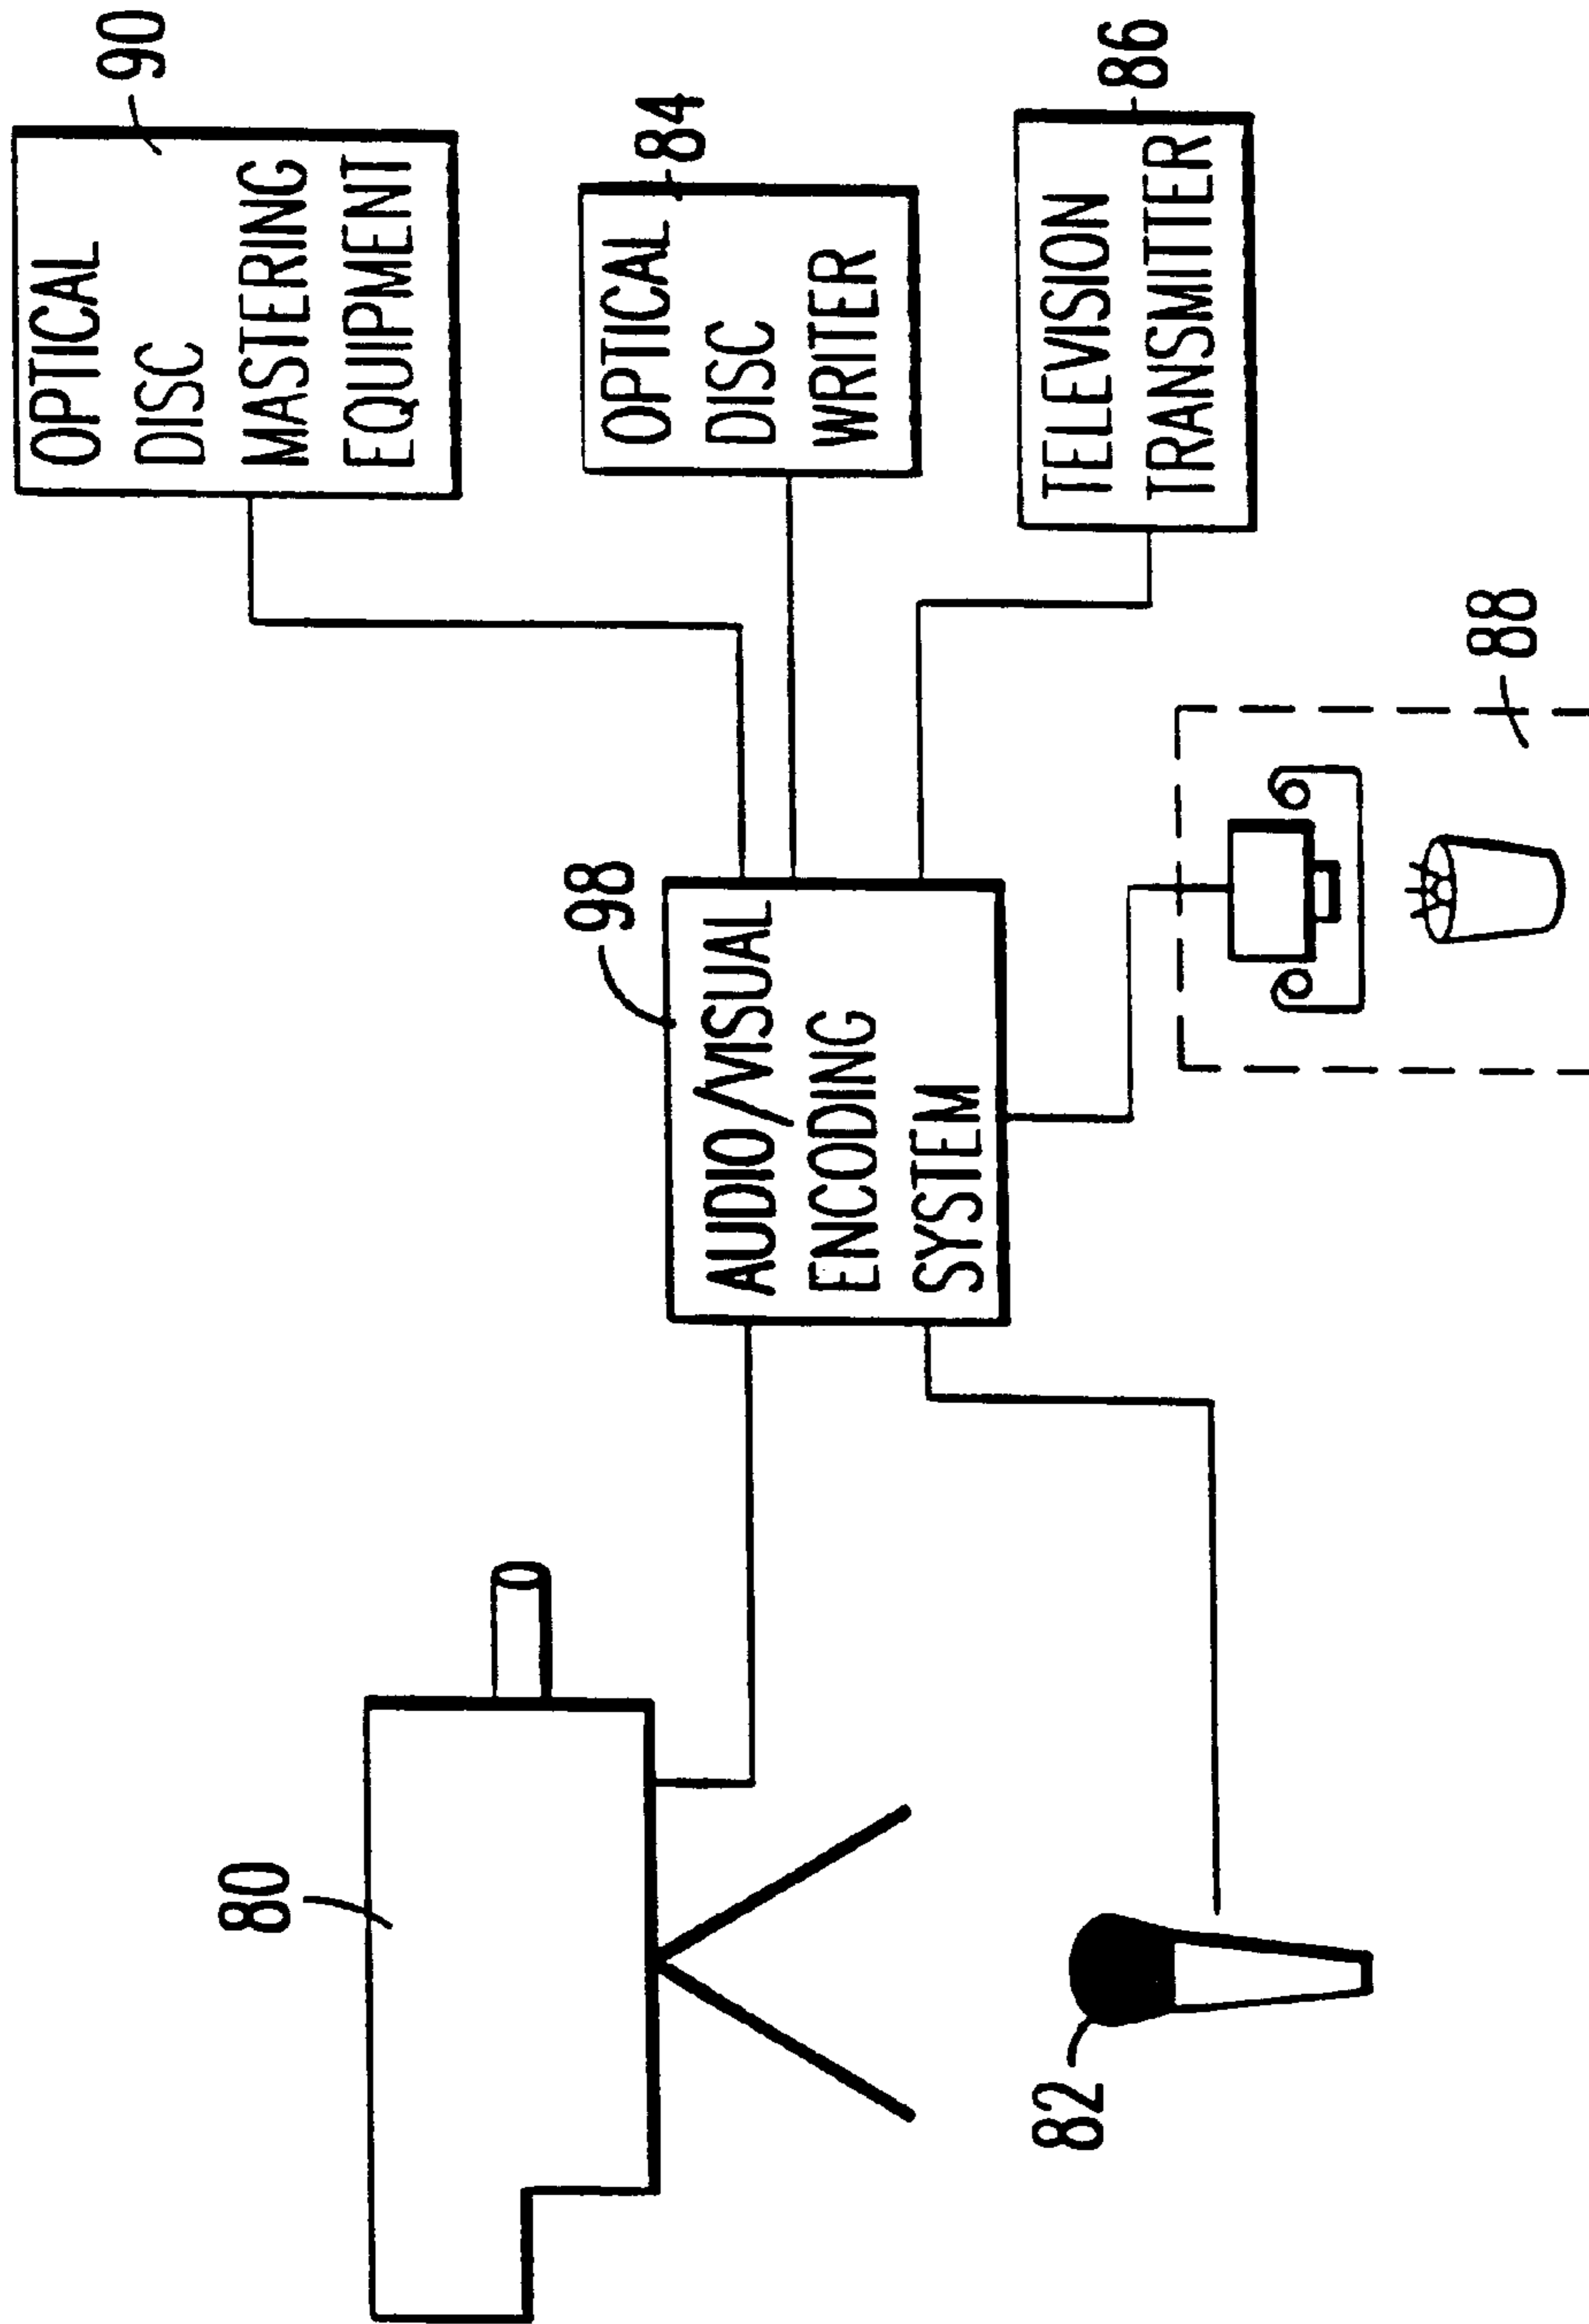 80
82
98
AUDIO/VISUAL
ENCODING
SYSTEM
90
OPTICAL
DISC
MASTERING
EQUIPMENT
84
OPTICAL
DISC
WRITER
86
TELEVISION
TRANSMITTER
88